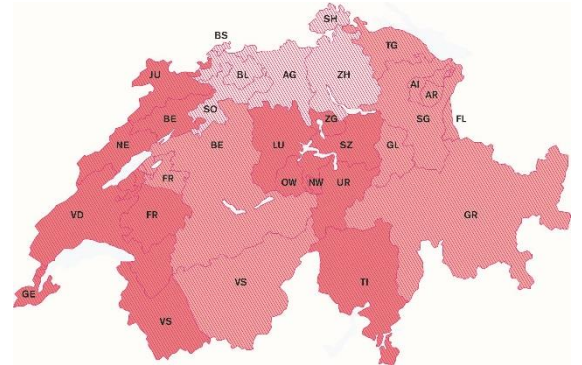 SH
BS
TG
JU
BL
AG
ZH
AI
AR
SO
BE
ZG
SG
FL
NE
BE
LU
SZ
GL
FR
OW
NW
UR
VD
FR
GR
VS
TI
GE
VS